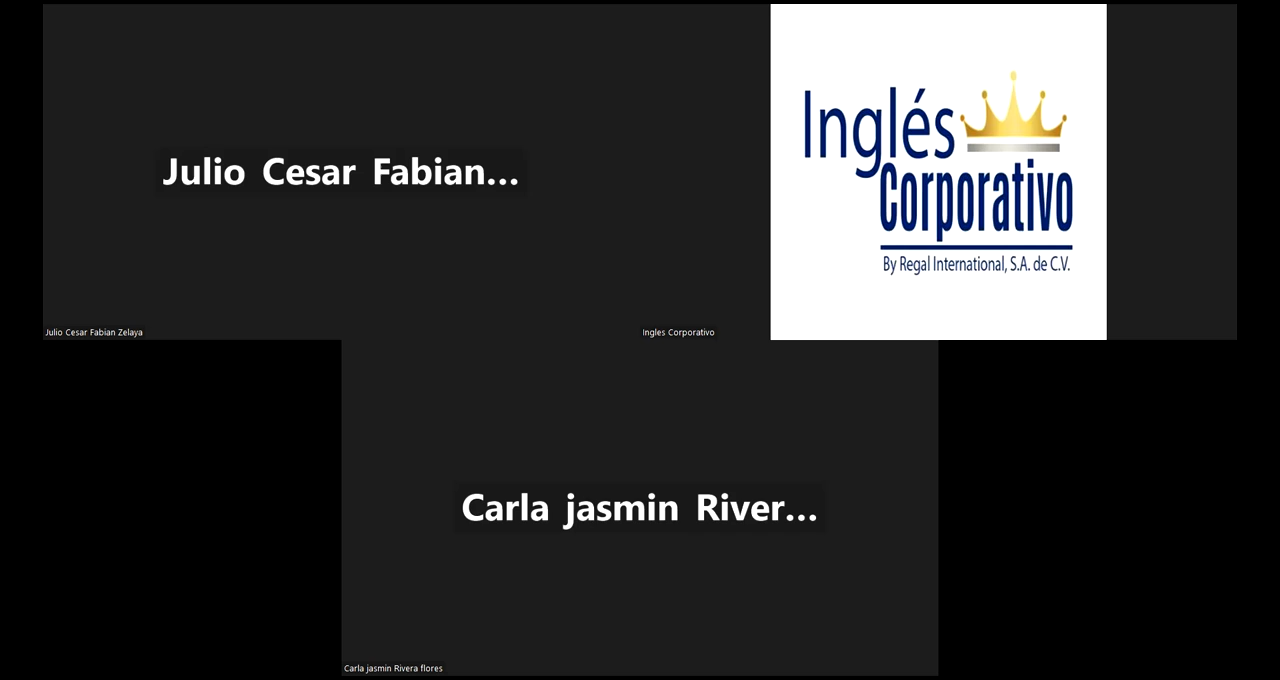 Julio Cesar Fabian...
Julio Cesar Fabian Zelaya
Inglés
Corporativo
By Regal International, S.A. de C.V.
Ingles Corporativo
Carla jasmin River...
Carla jasmin Rivera flores